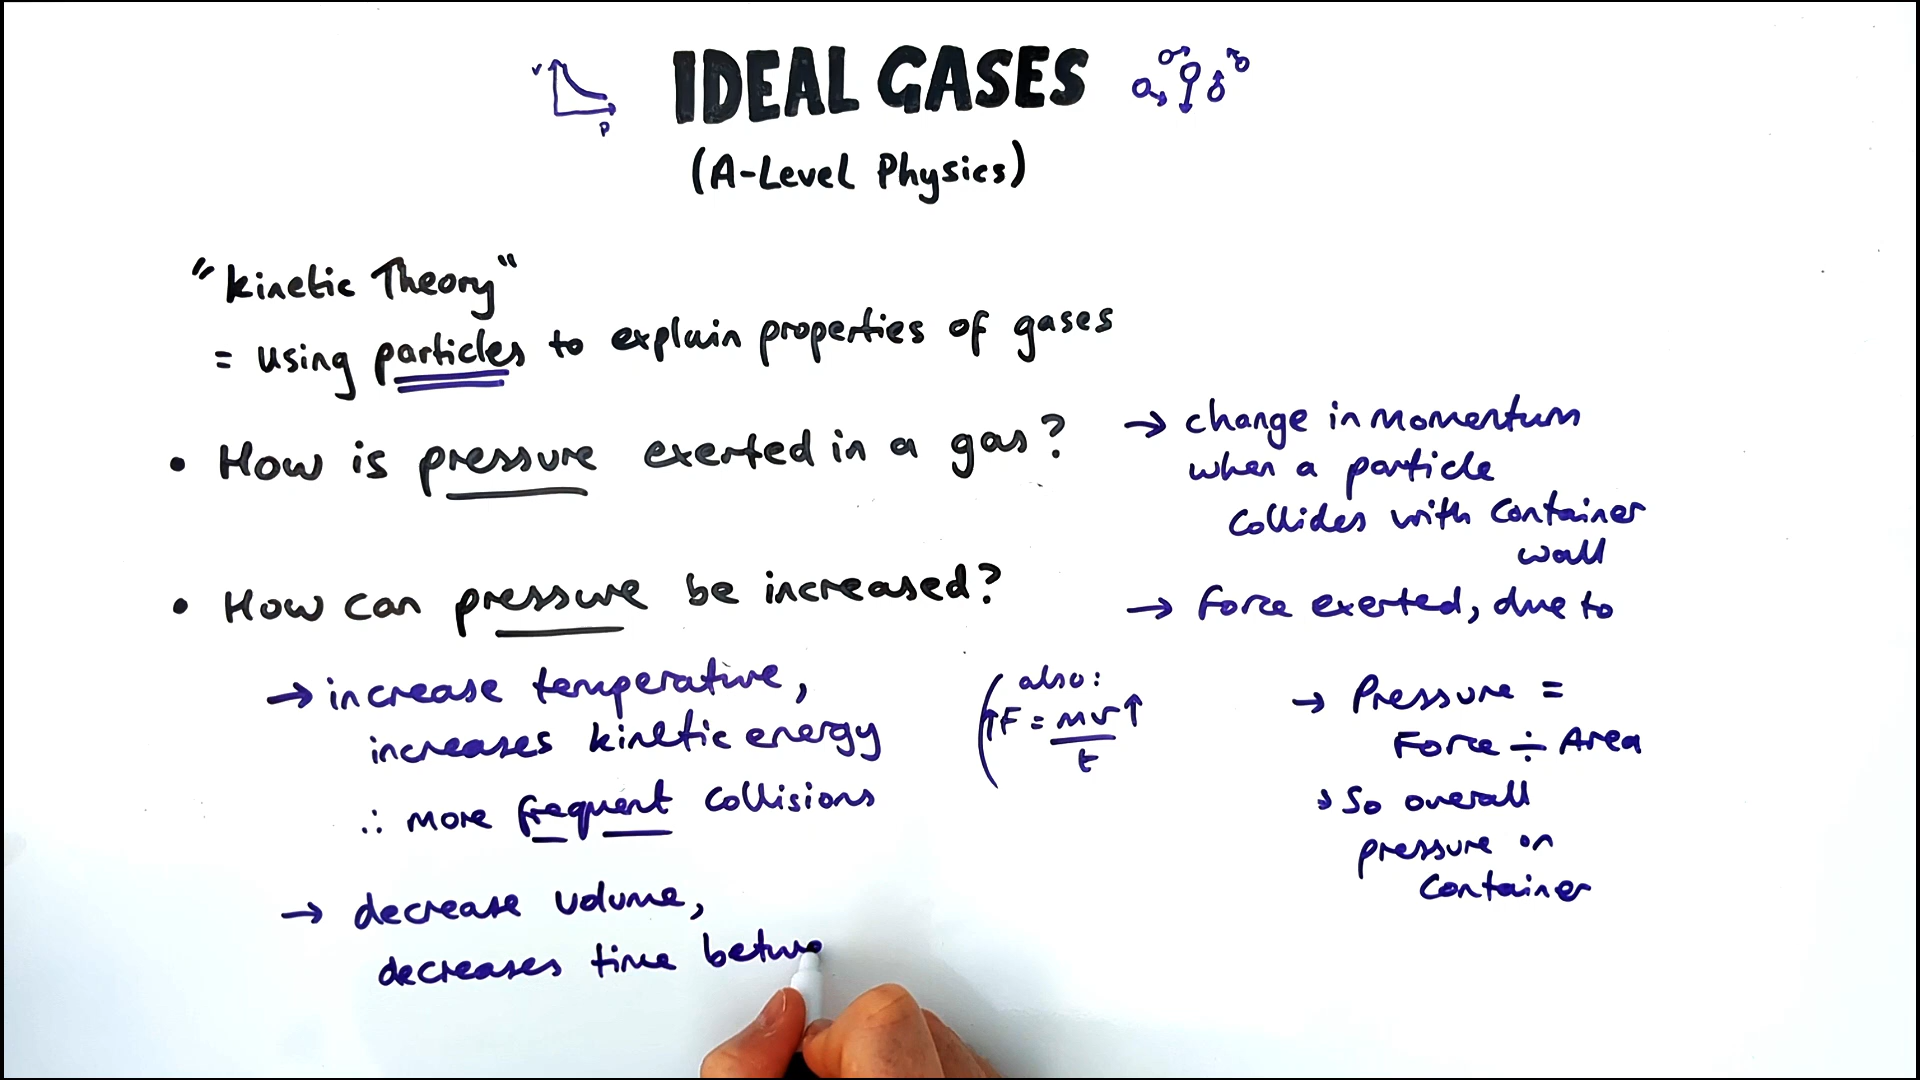 IDEAL GASES
V
P
(A-Level Physics)
"Kinetic Theory"
= using particles to explain properties of gases
• How is pressure exerted in a gas?
→ change in momentum
when a particle
collides with container
wall
→ force exerted, due to
→ Pressure =
Force ÷ Area
→ So overall
pressure on
container
• How can pressure be increased?
→ increase temperature,
increases kinetic energy
∴ more frequent collisions
(also:
↑F = mv↑
t
→ decrease volume,
decreases time betwe